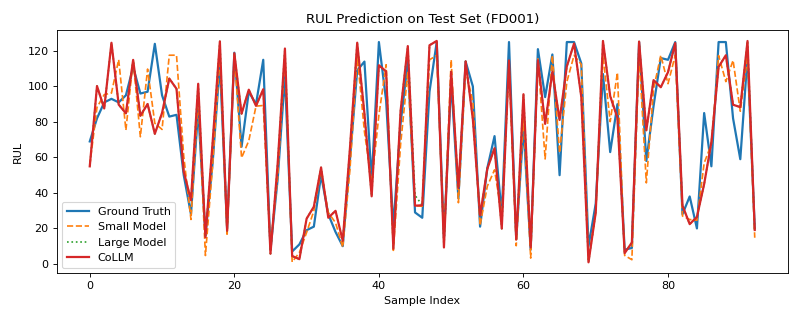 RUL Prediction on Test Set (FD001)
RUL
120
100
80
60
40
20
0
Ground Truth
Small Model
Large Model
CoLLM
0 20 40 60 80
Sample Index